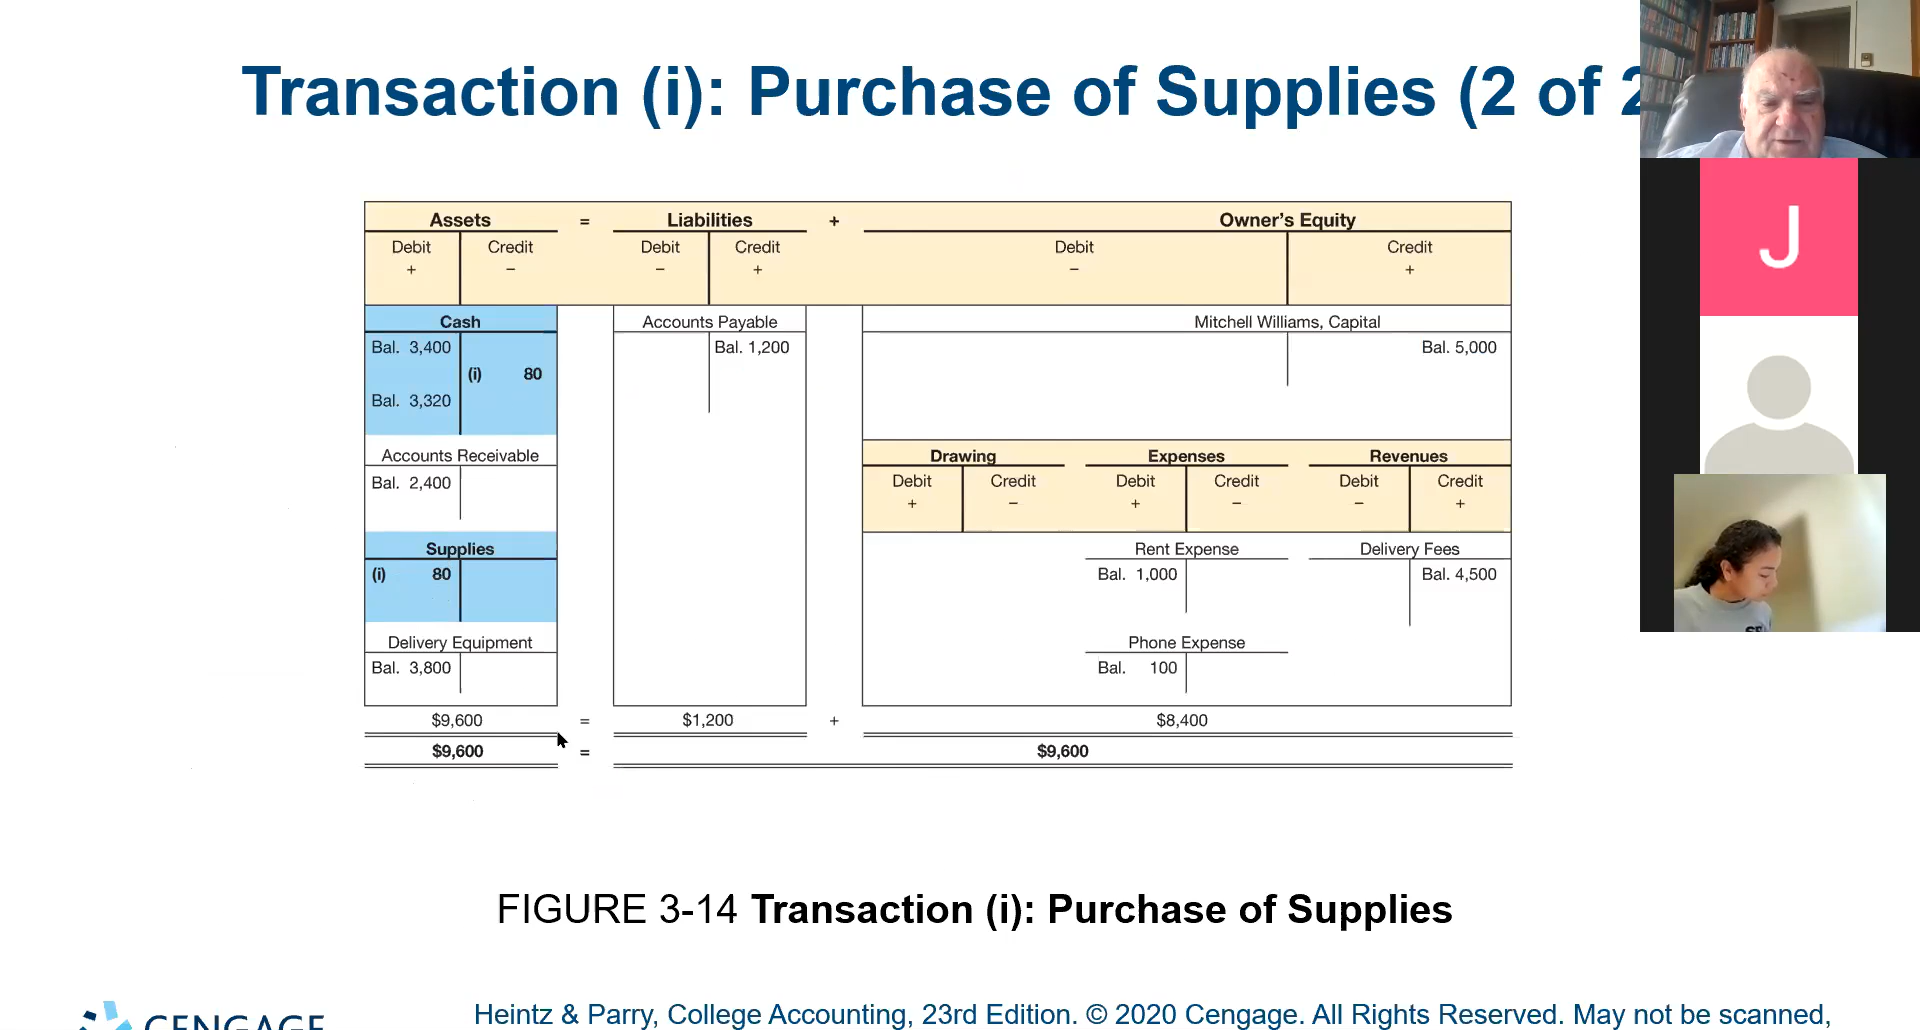 Transaction (i): Purchase of Supplies (2 of 2
J
Assets = Liabilities + Owner's Equity
Debit Credit Debit Credit Debit Credit
+ − − + − +
Cash Accounts Payable Mitchell Williams, Capital
Bal. 3,400 Bal. 1,200 Bal. 5,000
(i) 80
Bal. 3,320
Accounts Receivable Drawing Expenses Revenues
Bal. 2,400 Debit Credit Debit Credit Debit Credit
+ − + − − +
Supplies Rent Expense Delivery Fees
(i) 80 Bal. 1,000 Bal. 4,500
Delivery Equipment Phone Expense
Bal. 3,800 Bal. 100
$9,600 = $1,200 + $8,400
$9,600 = $9,600
FIGURE 3-14 Transaction (i): Purchase of Supplies
CENGAGE
Heintz & Parry, College Accounting, 23rd Edition. © 2020 Cengage. All Rights Reserved. May not be scanned,